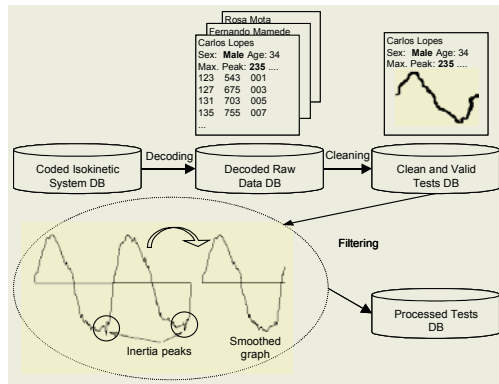 Rosa Mota
Fernando Mamede
Carlos Lopes
Sex: Male Age: 34
Max. Peak: 235 ....
123 543 001
127 675 003
131 703 005
135 755 007
...
Carlos Lopes
Sex: Male Age: 34
Max. Peak: 235 ....
Decoding
Cleaning
Coded Isokinetic
System DB
Decoded Raw
Data DB
Clean and Valid
Tests DB
Filtering
Inertia peaks
Smoothed
graph
Processed Tests
DB